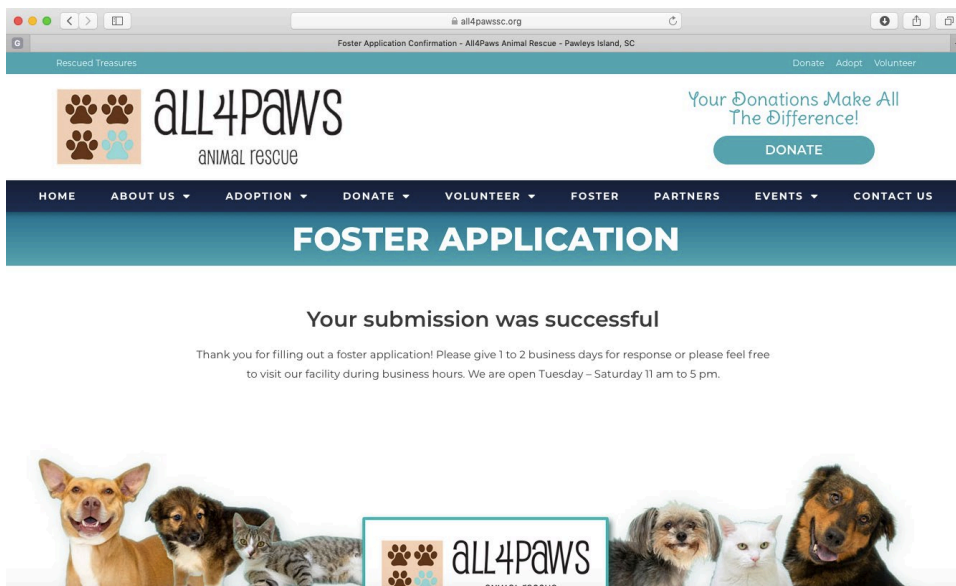 all4pawssc.org
G
Foster Application Confirmation - All4Paws Animal Rescue - Pawleys Island, SC
Rescued Treasures
Donate Adopt Volunteer
all4paws
animal rescue
Your Donations Make All
The Difference!
DONATE
HOME ABOUT US ADOPTION DONATE VOLUNTEER FOSTER PARTNERS EVENTS CONTACT US
FOSTER APPLICATION
Your submission was successful
Thank you for filling out a foster application! Please give 1 to 2 business days for response or please feel free
to visit our facility during business hours. We are open Tuesday – Saturday 11 am to 5 pm.
all4paws